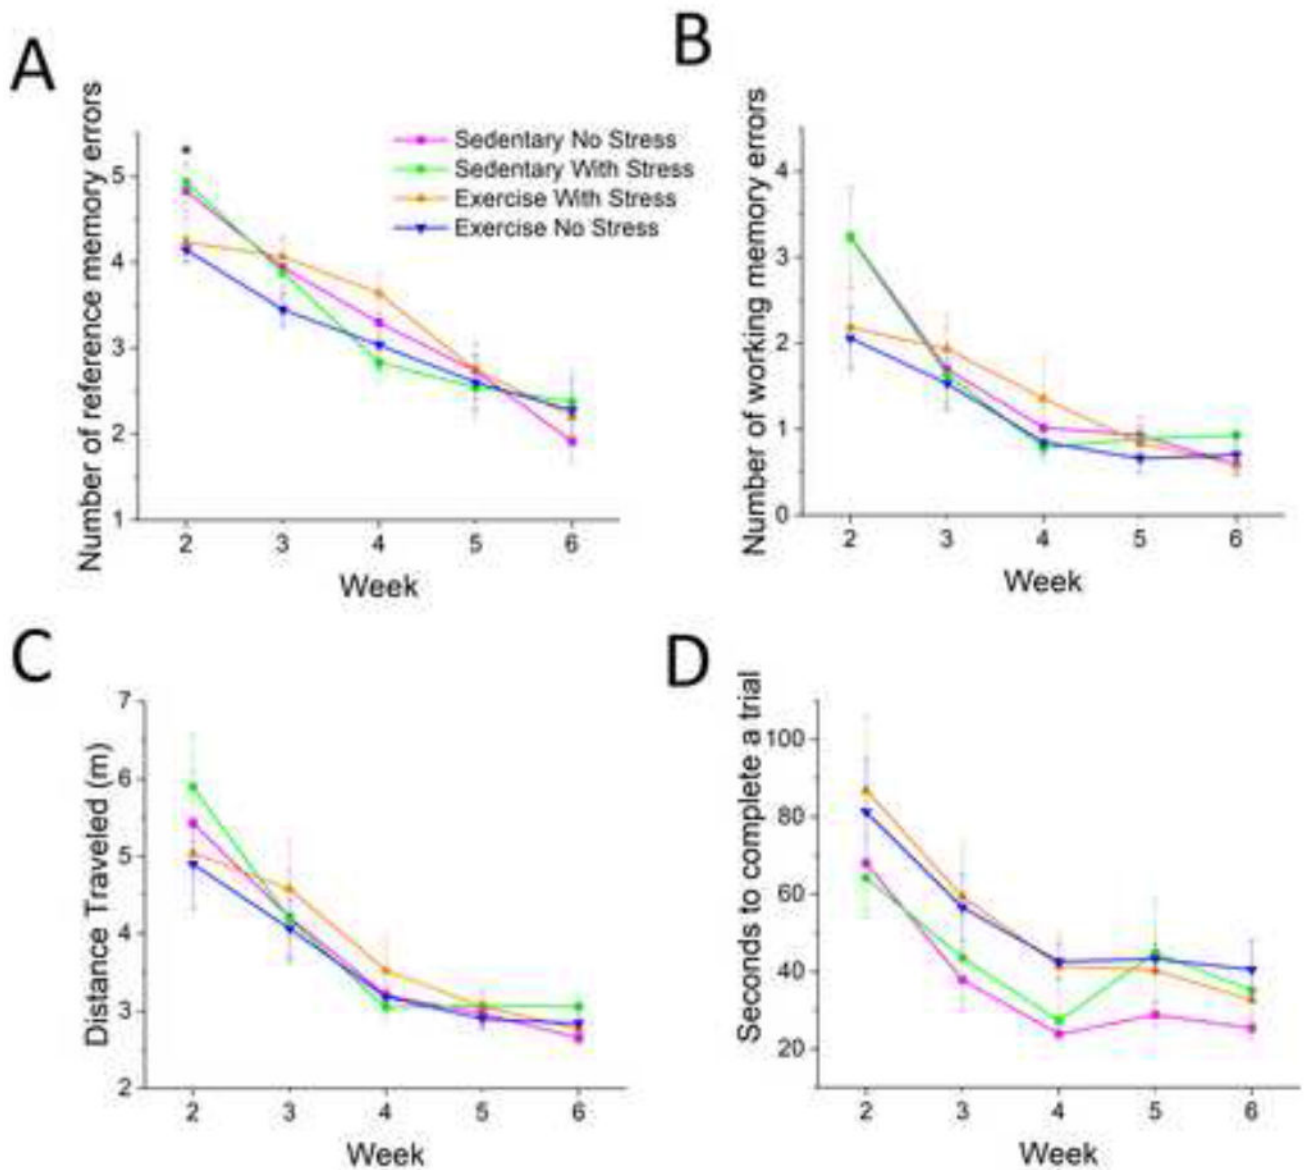 A
B
Number of reference memory errors
*
5
4
3
2
1
Sedentary No Stress
Sedentary With Stress
Exercise With Stress
Exercise No Stress
2 3 4 5 6
Week
Number of working memory errors
4
3
2
1
0
2 3 4 5 6
Week
C
D
Distance Traveled (m)
7
6
5
4
3
2
2 3 4 5 6
Week
Seconds to complete a trial
100
80
60
40
20
2 3 4 5 6
Week